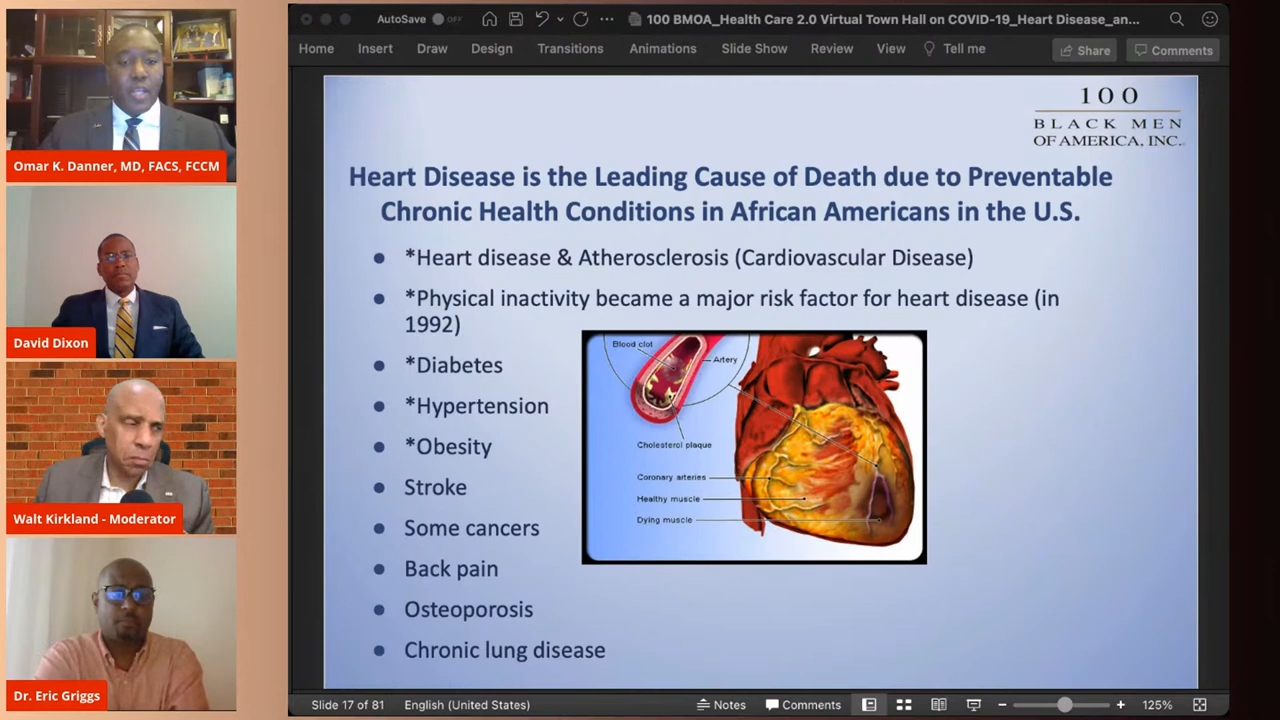 Omar K. Danner, MD, FACS, FCCM
David Dixon
Walt Kirkland - Moderator
Dr. Eric Griggs
AutoSave OFF
100 BMOA_Health Care 2.0 Virtual Town Hall on COVID-19_Heart Disease_an...
Home Insert Draw Design Transitions Animations Slide Show Review View Tell me Share Comments
100
BLACK MEN
OF AMERICA, INC.
Heart Disease is the Leading Cause of Death due to Preventable
Chronic Health Conditions in African Americans in the U.S.
• *Heart disease & Atherosclerosis (Cardiovascular Disease)
• *Physical inactivity became a major risk factor for heart disease (in
1992)
• *Diabetes
• *Hypertension
• *Obesity
• Stroke
• Some cancers
• Back pain
• Osteoporosis
• Chronic lung disease
Blood clot
Artery
Cholesterol plaque
Coronary arteries
Healthy muscle
Dying muscle
Slide 17 of 81 English (United States) Notes Comments 125%